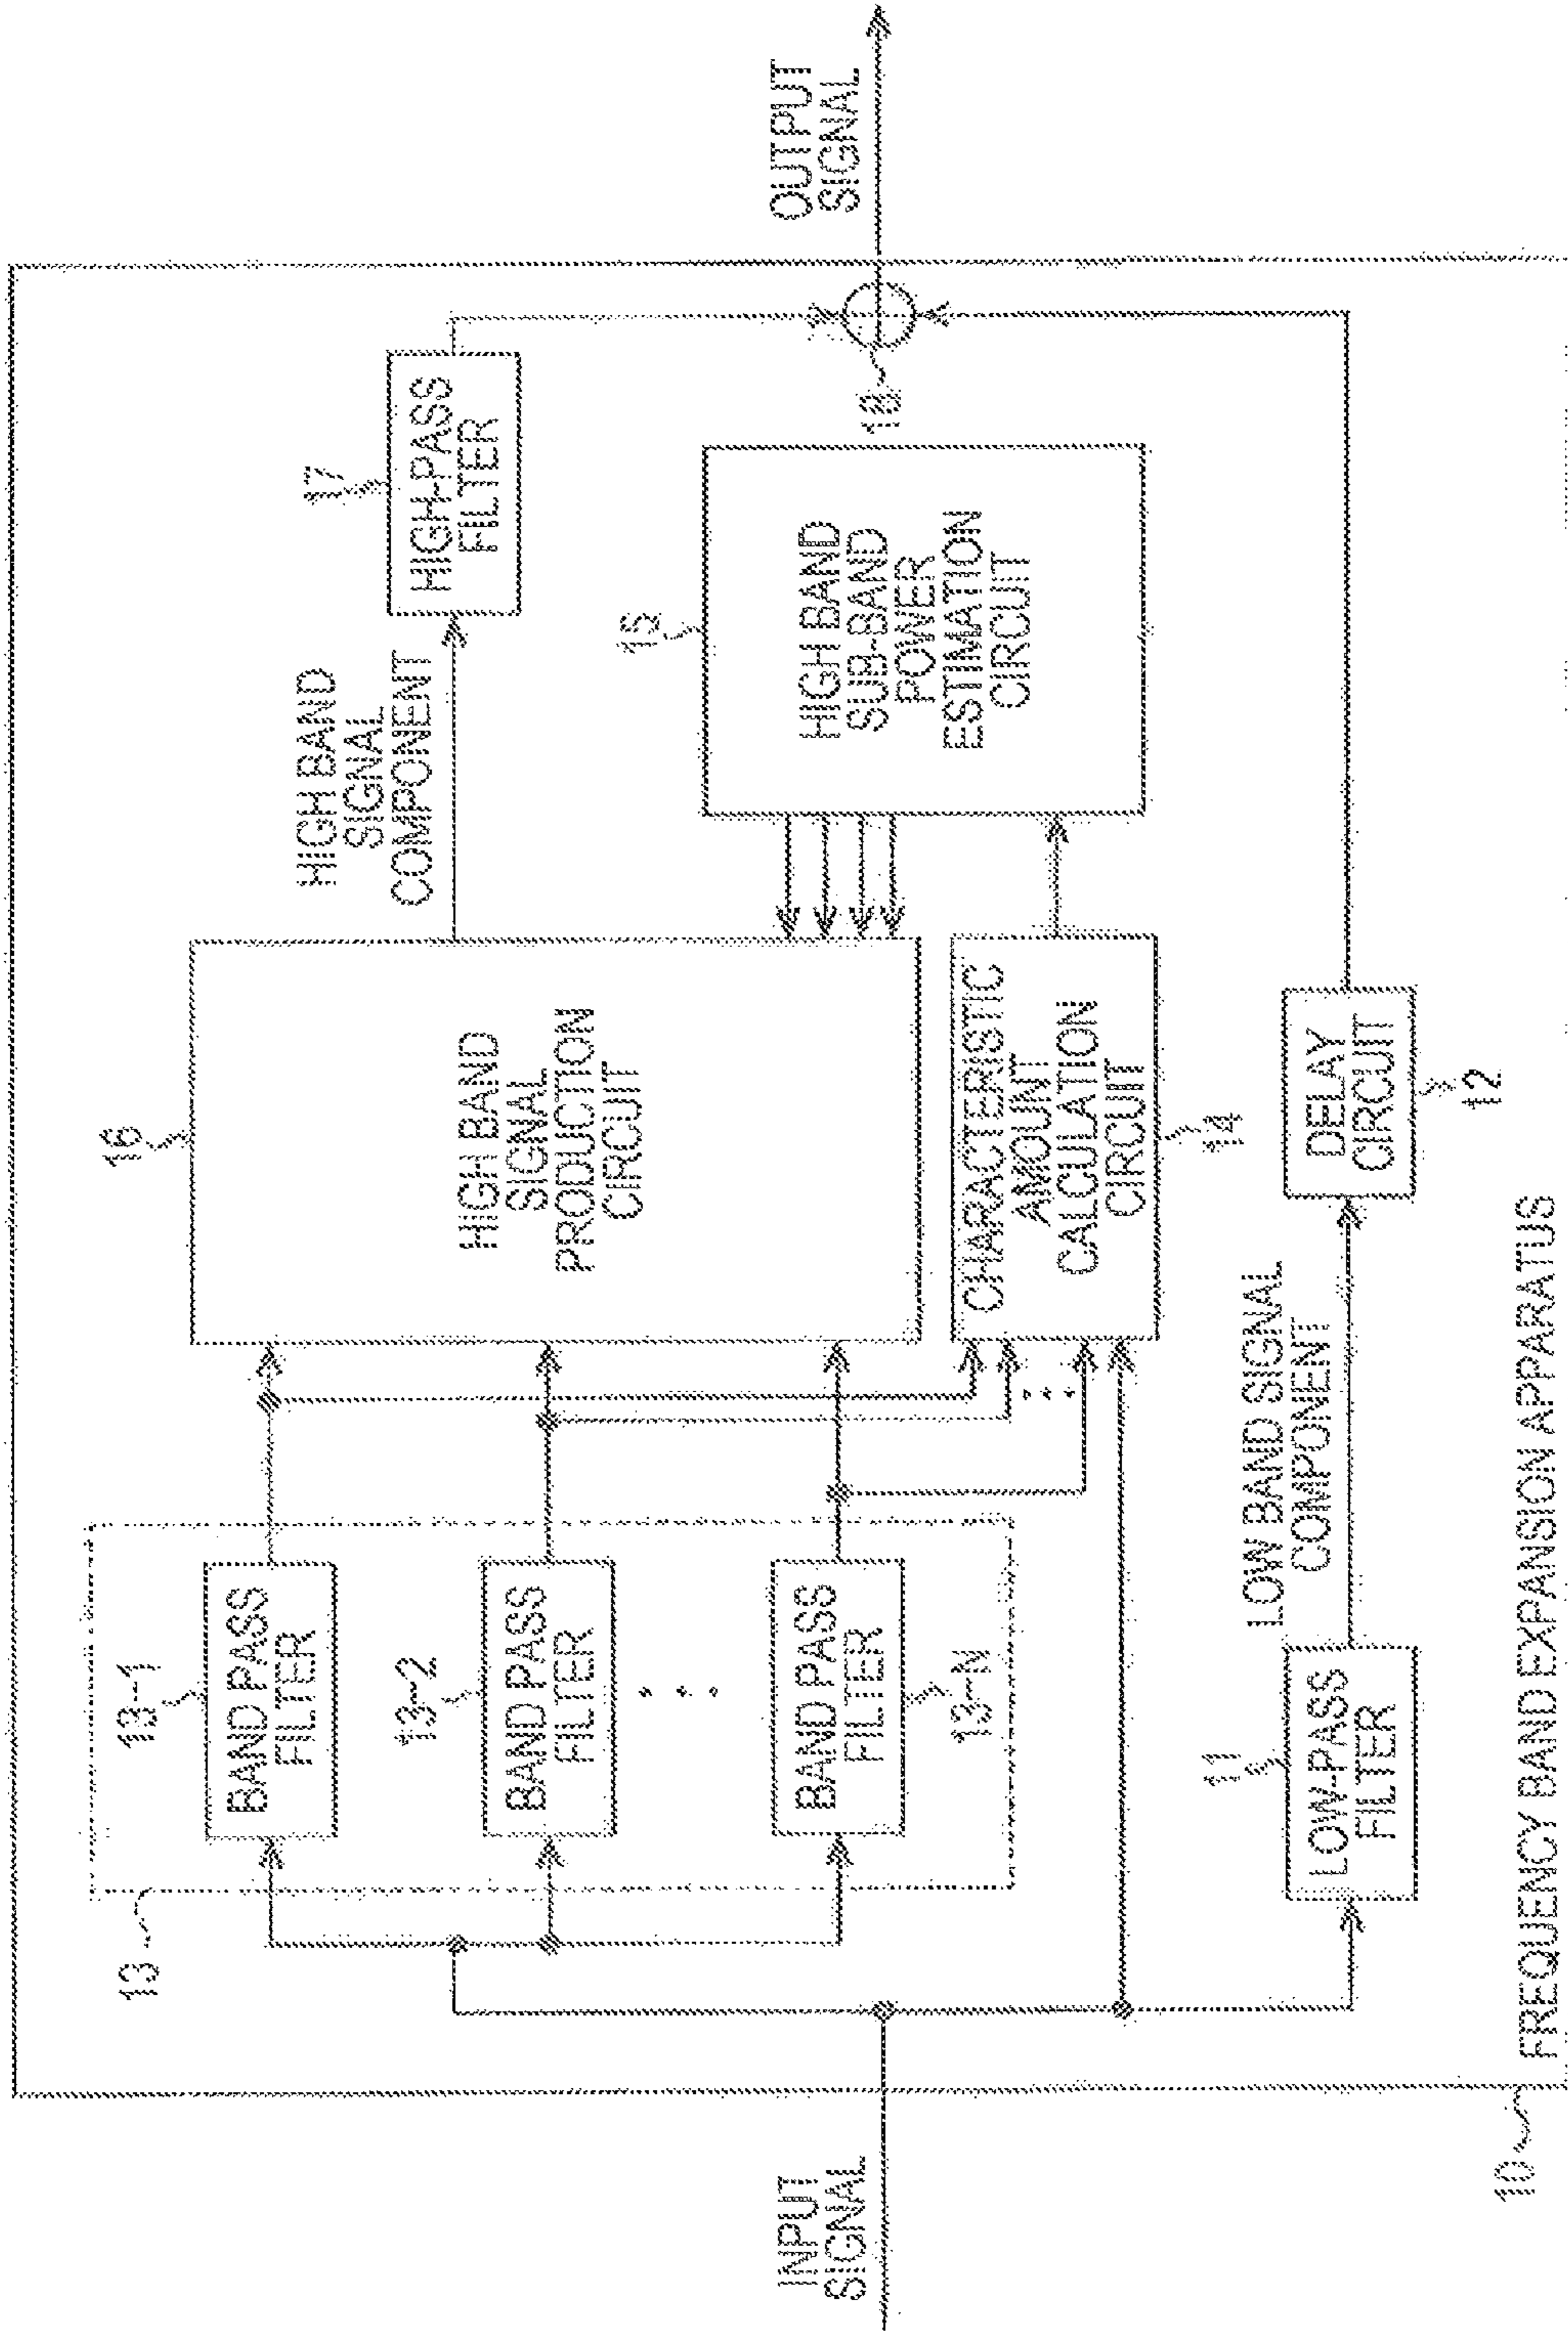 13
13-1
BAND PASS
FILTER
13-2
BAND PASS
FILTER
. . .
BAND PASS
FILTER
13-N
16
HIGH BAND
SIGNAL
PRODUCTION
CIRCUIT
HIGH BAND
SIGNAL
COMPONENT
17
HIGH-PASS
FILTER
15
HIGH BAND
SUB-BAND
POWER
ESTIMATION
CIRCUIT
. . .
CHARACTERISTIC
AMOUNT
CALCULATION
CIRCUIT
14
INPUT
SIGNAL
18
OUTPUT
SIGNAL
11
LOW-PASS
FILTER
LOW BAND SIGNAL
COMPONENT
DELAY
CIRCUIT
12
10
FREQUENCY BAND EXPANSION APPARATUS